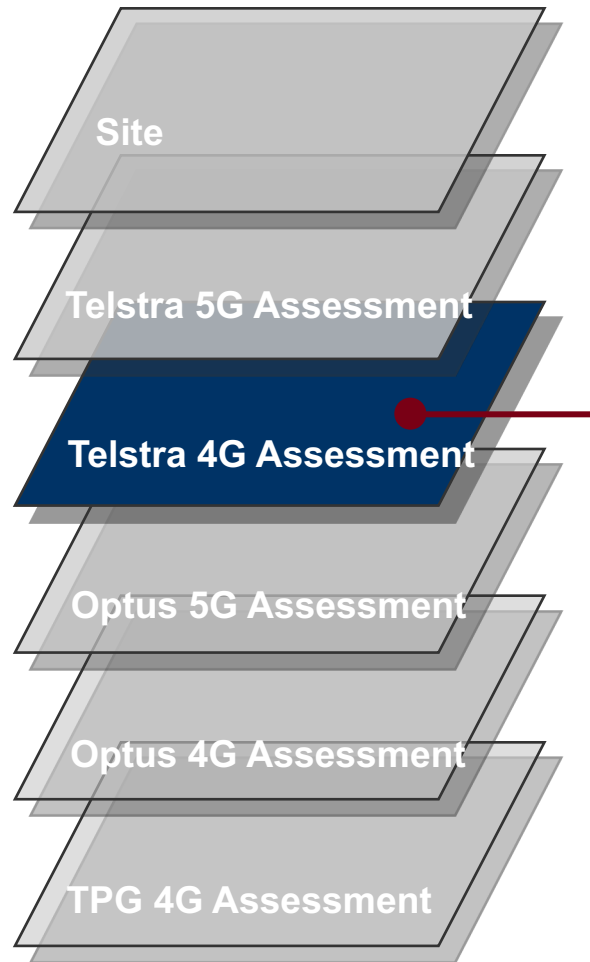 Site
Telstra 5G Assessment
Telstra 4G Assessment
Optus 5G Assessment
Optus 4G Assessment
TPG 4G Assessment